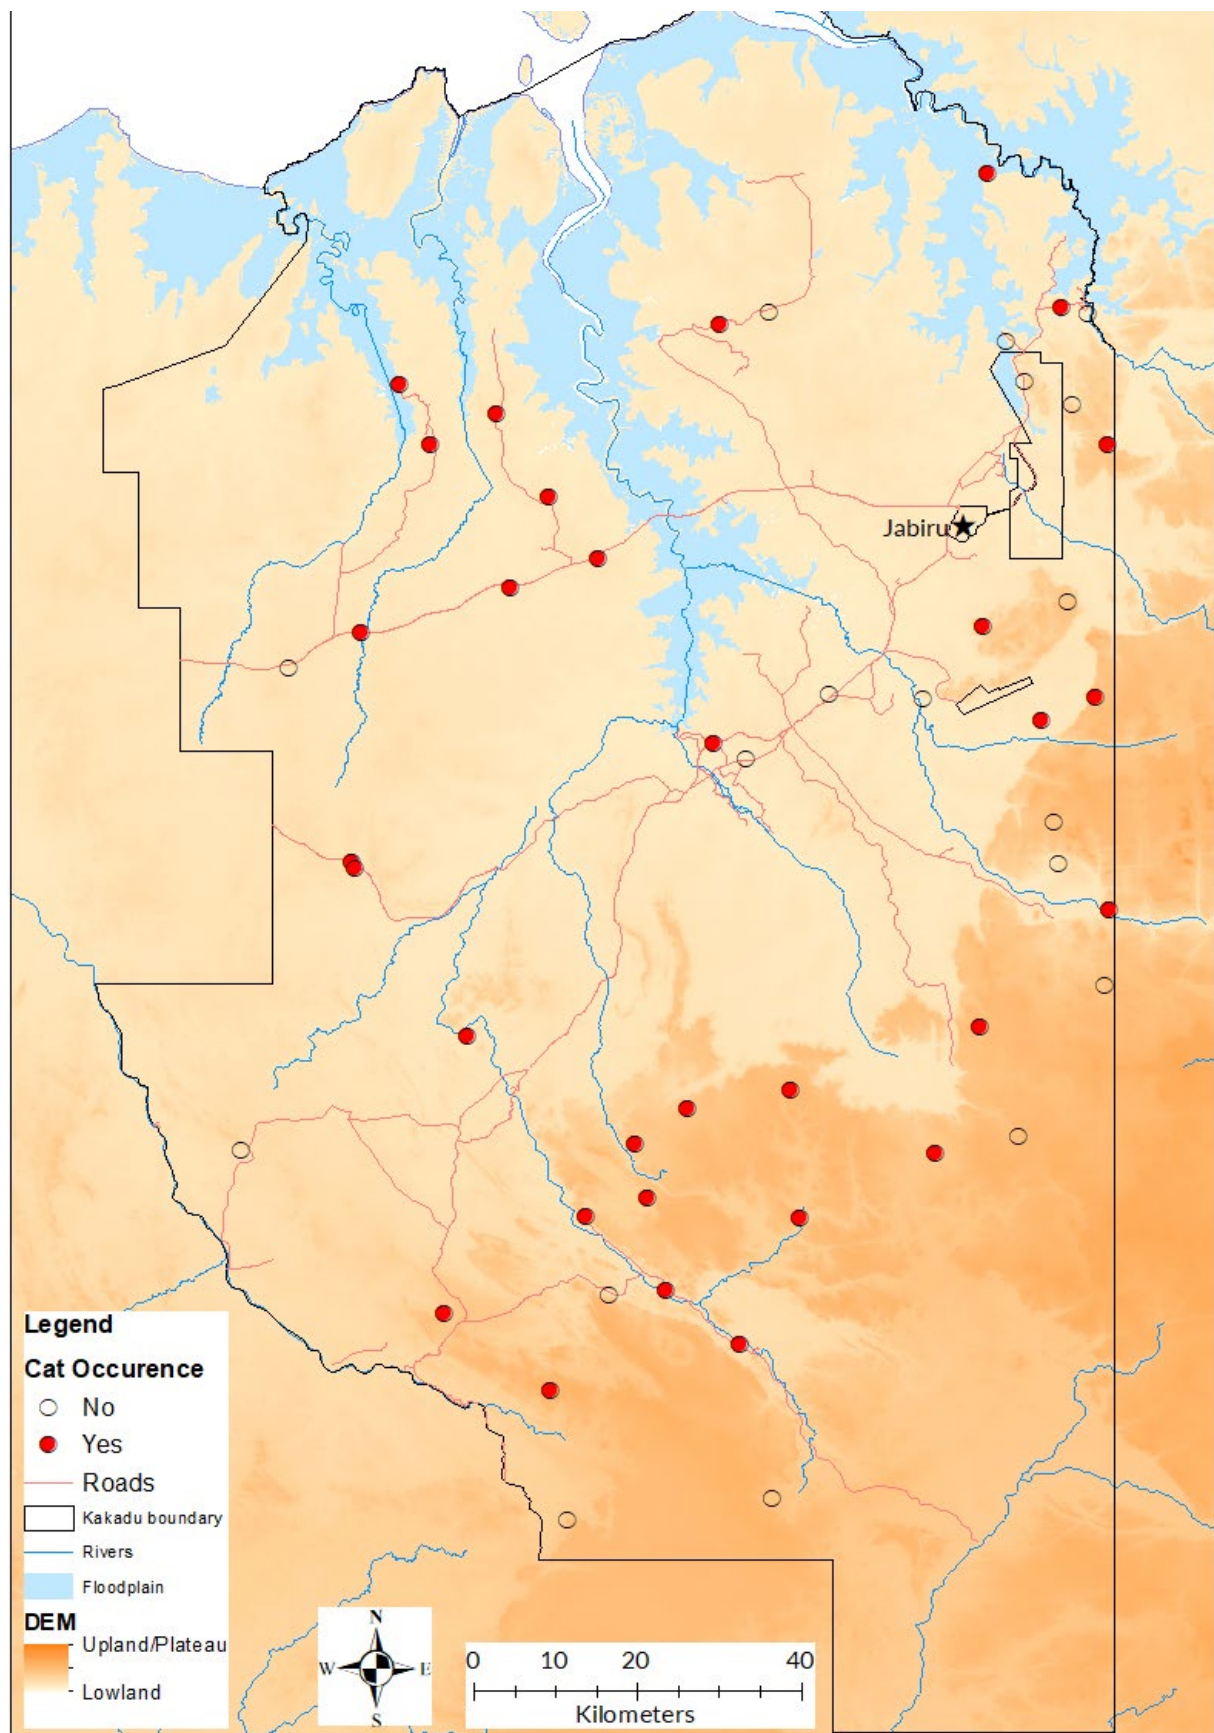 Jabiru
Legend
Cat Occurence
No
Yes
Roads
Kakadu boundary
Rivers
Floodplain
DEM
Upland/Plateau
Lowland
N
W E
S
0 10 20 40
Kilometers